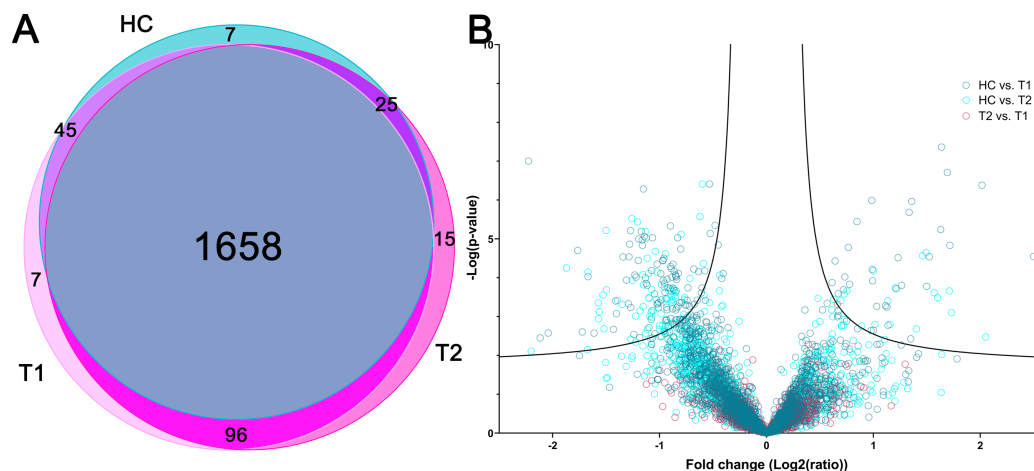 A
HC
7
45
25
1658
15
7
T1
T2
96
B
10
5
0
-Log(p-value)
-2
-1
0
1
2
Fold change (Log2(ratio))
HC vs. T1
HC vs. T2
T2 vs. T1